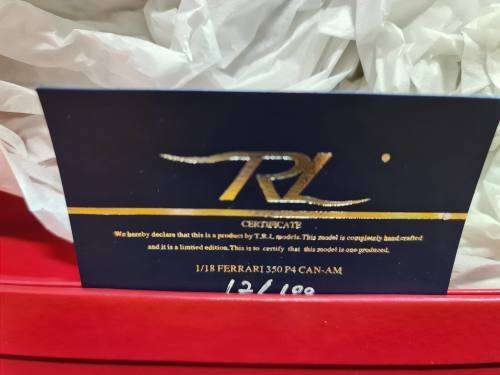 TRL
CERTIFICATE
We hereby declare that this is a product by T.R.L models.This model is completely handcrafted
and it is a limited edition.This is to certify that this model is one produced.
1/18 FERRARI 350 P4 CAN-AM
12/199